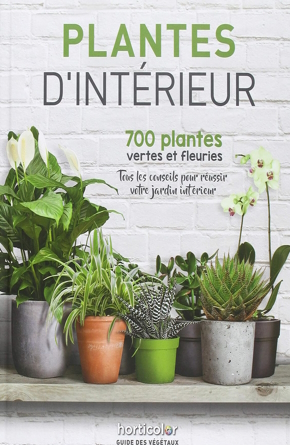 PLANTES
D'INTÉRIEUR
700 plantes
vertes et fleuries
Tous les conseils pour réussir
votre jardin intérieur
horticolor
GUIDE DES VÉGÉTAUX